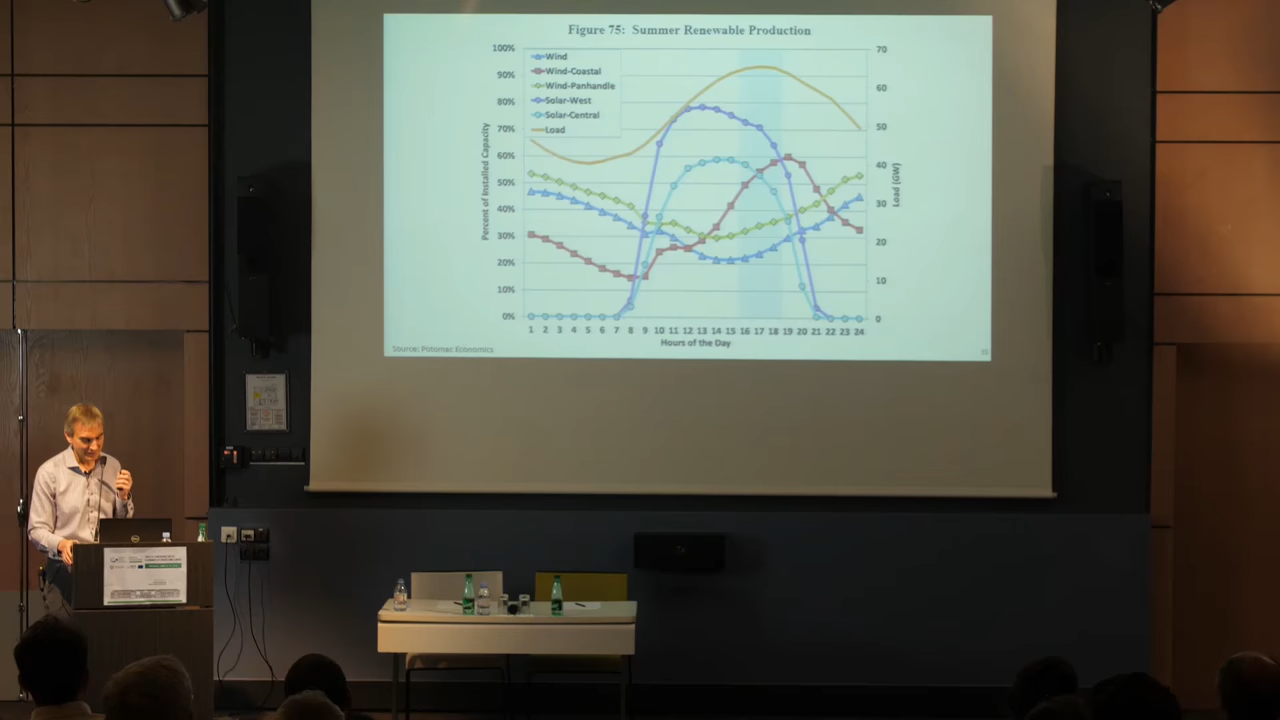 Figure 75: Summer Renewable Production
100%
90%
80%
70%
60%
50%
40%
30%
20%
10%
0%
Percent of Installed Capacity
Wind
Wind-Coastal
Wind-Panhandle
Solar-West
Solar-Central
Load
70
60
50
40
30
20
10
0
Load (GW)
1 2 3 4 5 6 7 8 9 10 11 12 13 14 15 16 17 18 19 20 21 22 23 24
Hours of the Day
Source: Potomac Economics
DELL